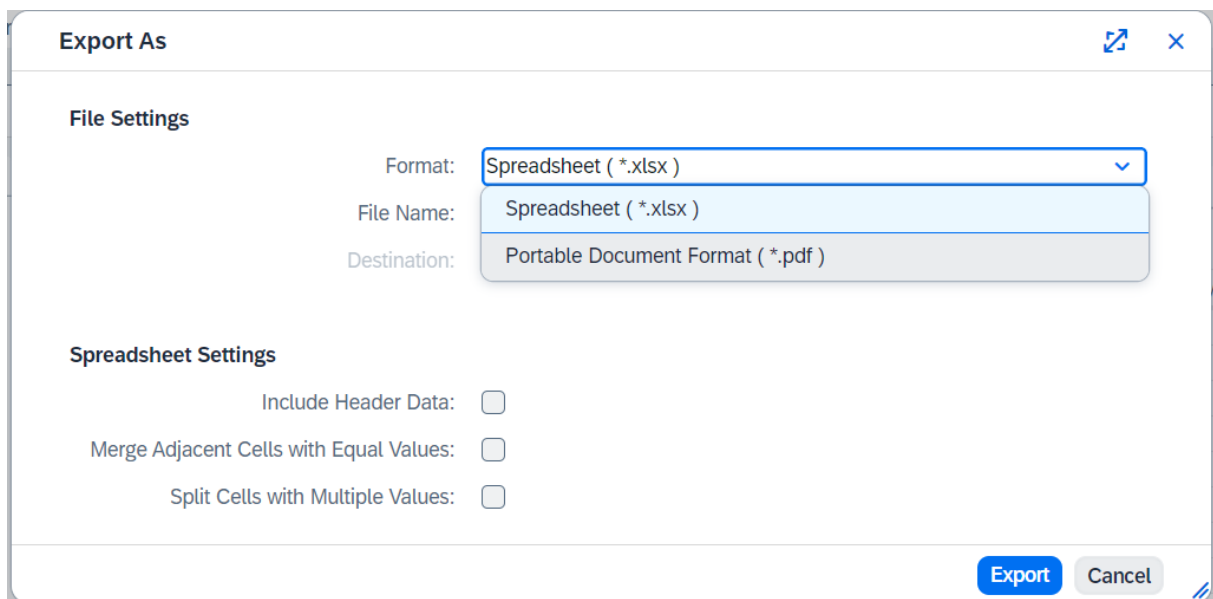 Export As
File Settings
Format: Spreadsheet ( *.xlsx )
File Name: Spreadsheet ( *.xlsx )
Destination: Portable Document Format ( *.pdf )
Spreadsheet Settings
Include Header Data:
Merge Adjacent Cells with Equal Values:
Split Cells with Multiple Values:
Export Cancel